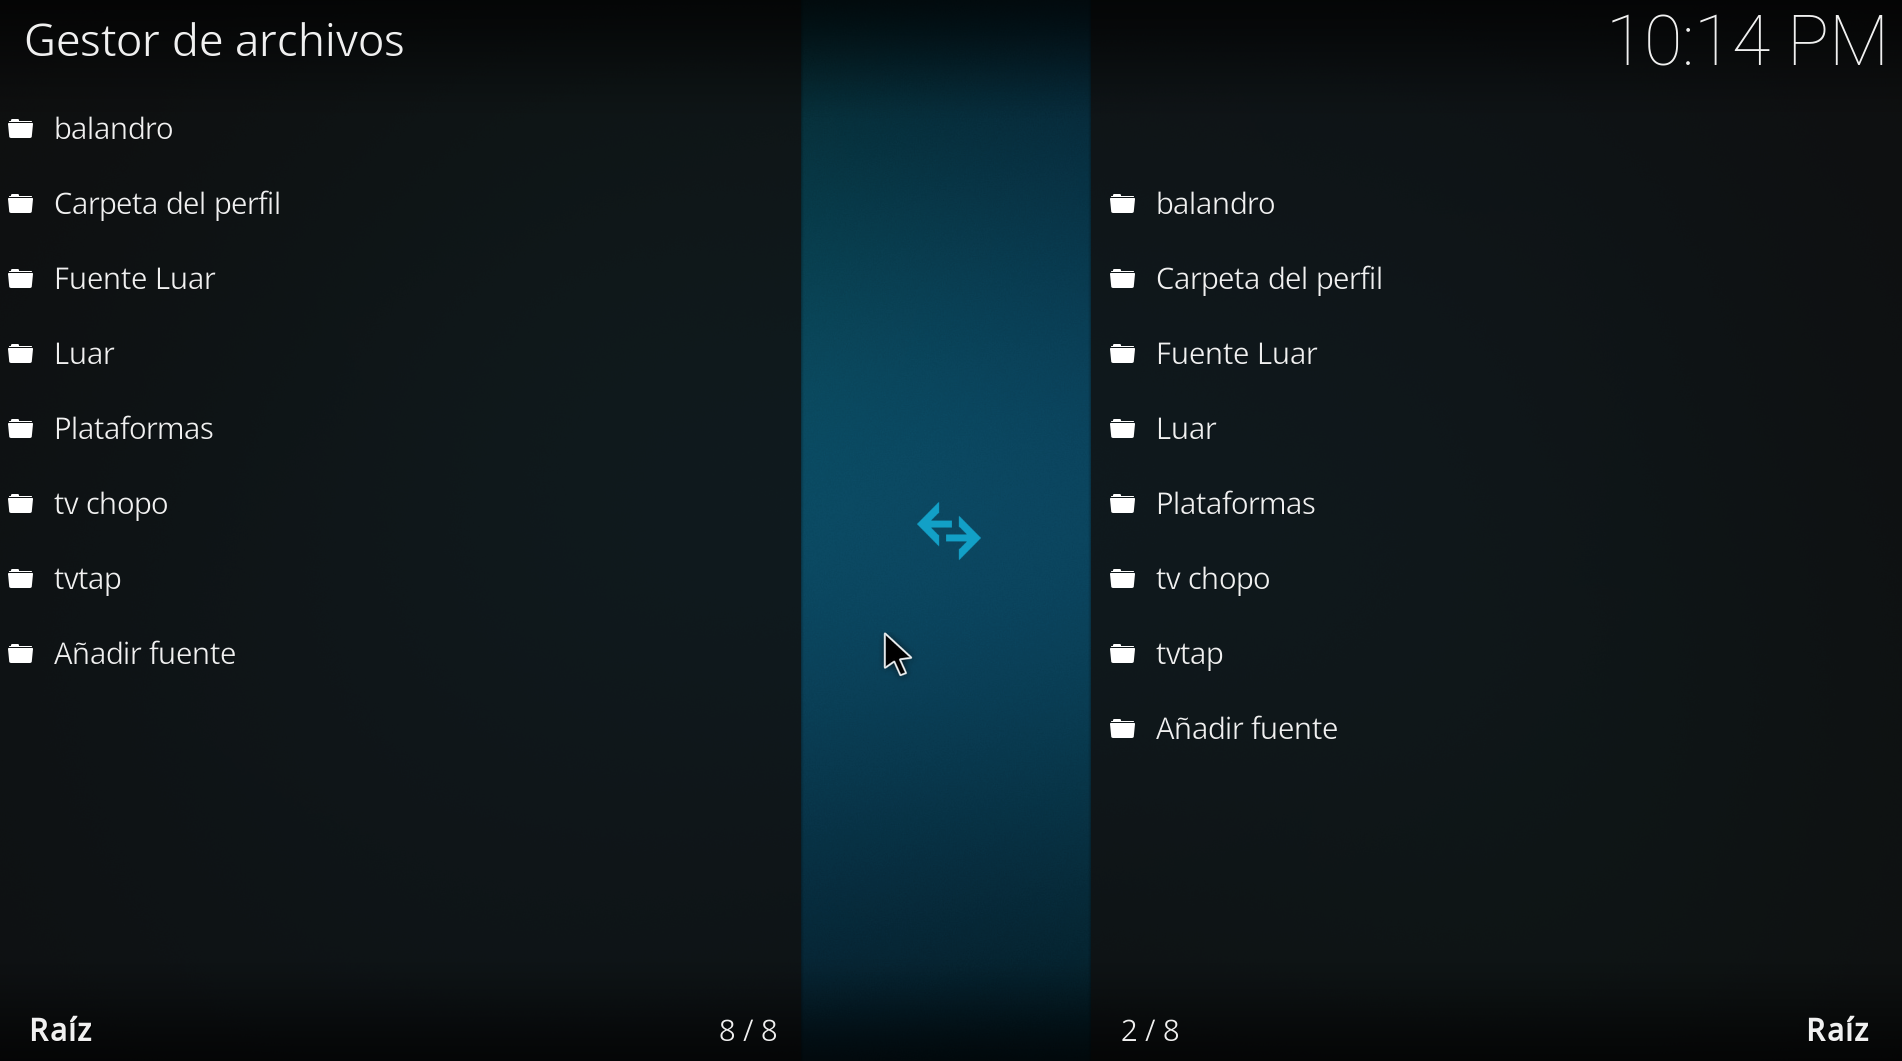 Gestor de archivos
10:14 PM
balandro
Carpeta del perfil
Fuente Luar
Luar
Plataformas
tv chopo
tvtap
Añadir fuente
balandro
Carpeta del perfil
Fuente Luar
Luar
Plataformas
tv chopo
tvtap
Añadir fuente
Raíz
8 / 8
2 / 8
Raíz